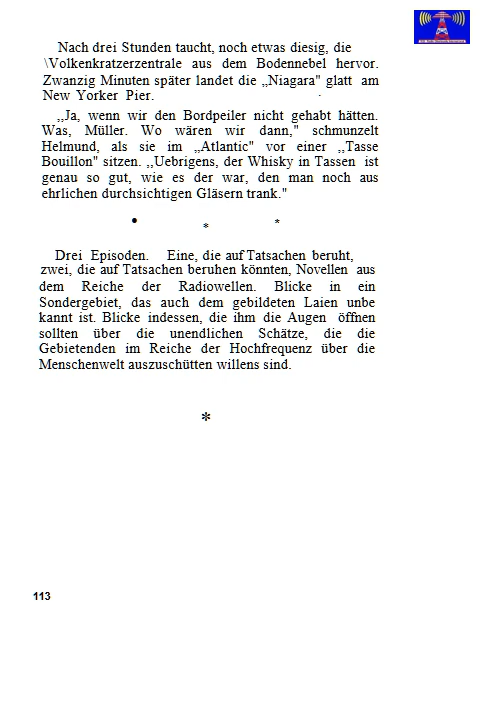 Nach drei Stunden taucht, noch etwas diesig, die
\Volkenkratzerzentrale aus dem Bodennebel hervor.
Zwanzig Minuten später landet die „Niagara" glatt am
New Yorker Pier.
,,Ja, wenn wir den Bordpeiler nicht gehabt hätten.
Was, Müller. Wo wären wir dann," schmunzelt
Helmund, als sie im ,,Atlantic" vor einer ,,Tasse
Bouillon" sitzen. ,,Uebrigens, der Whisky in Tassen ist
genau so gut, wie es der war, den man noch aus
ehrlichen durchsichtigen Gläsern trank."
• * *
Drei Episoden. Eine, die auf Tatsachen beruht,
zwei, die auf Tatsachen beruhen könnten, Novellen aus
dem Reiche der Radiowellen. Blicke in ein
Sondergebiet, das auch dem gebildeten Laien unbe
kannt ist. Blicke indessen, die ihm die Augen öffnen
sollten über die unendlichen Schätze, die die
Gebietenden im Reiche der Hochfrequenz über die
Menschenwelt auszuschütten willens sind.
*
113